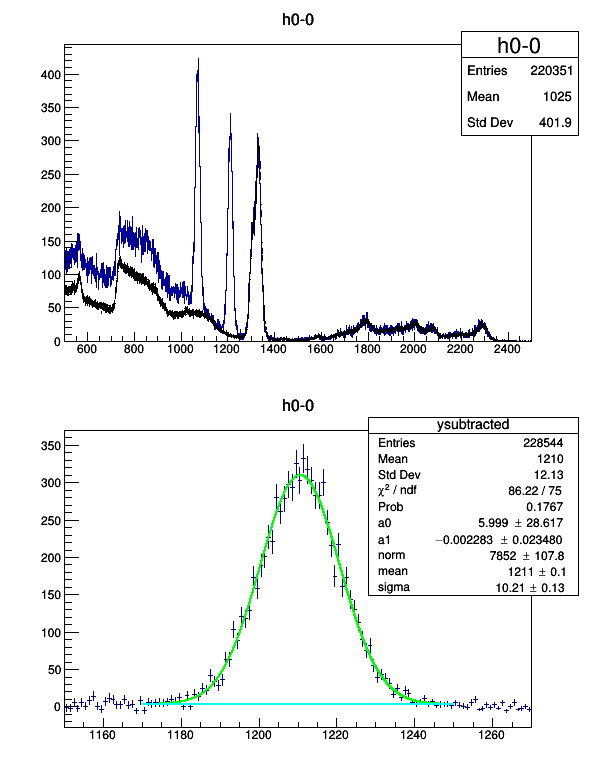 h0-0
h0-0
Entries 220351
Mean 1025
Std Dev 401.9
400
350
300
250
200
150
100
50
0
600 800 1000 1200 1400 1600 1800 2000 2200 2400
h0-0
ysubtracted
Entries 228544
Mean 1210
Std Dev 12.13
χ² / ndf 86.22 / 75
Prob 0.1767
a0 5.999 ± 28.617
a1 −0.002283 ± 0.023480
norm 7852 ± 107.8
mean 1211 ± 0.1
sigma 10.21 ± 0.13
350
300
250
200
150
100
50
0
1160 1180 1200 1220 1240 1260